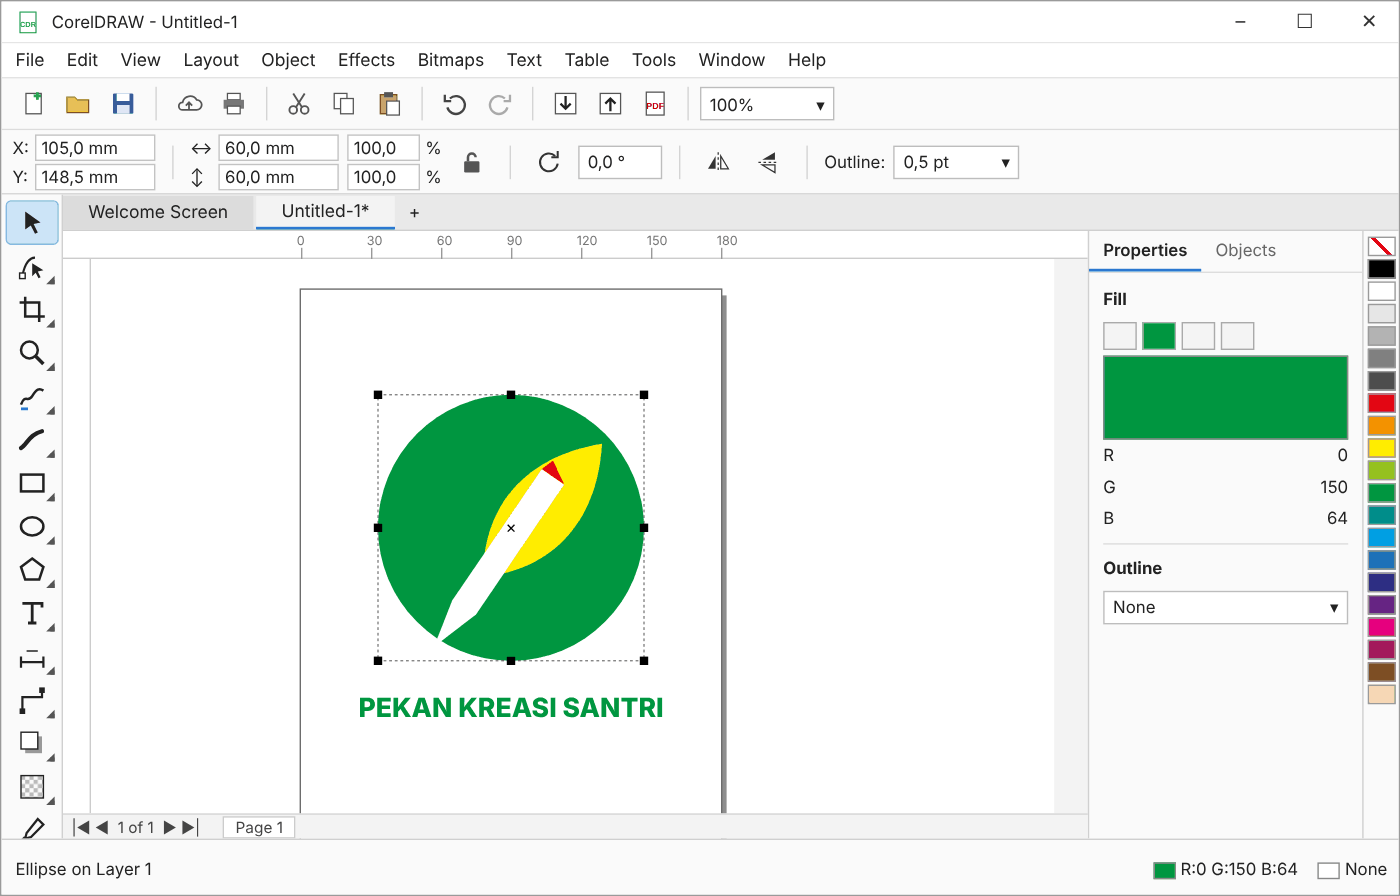 CDR CorelDRAW - Untitled-1
File Edit View Layout Object Effects Bitmaps Text Table Tools Window Help
PDF 100%
X: 105,0 mm 60,0 mm 100,0 %
Y: 148,5 mm 60,0 mm 100,0 %
0,0 ° Outline: 0,5 pt
Welcome Screen Untitled-1* +
0 30 60 90 120 150 180
Properties Objects
Fill
R 0
G 150
B 64
Outline
None
PEKAN KREASI SANTRI
1 of 1 Page 1
Ellipse on Layer 1 R:0 G:150 B:64 None